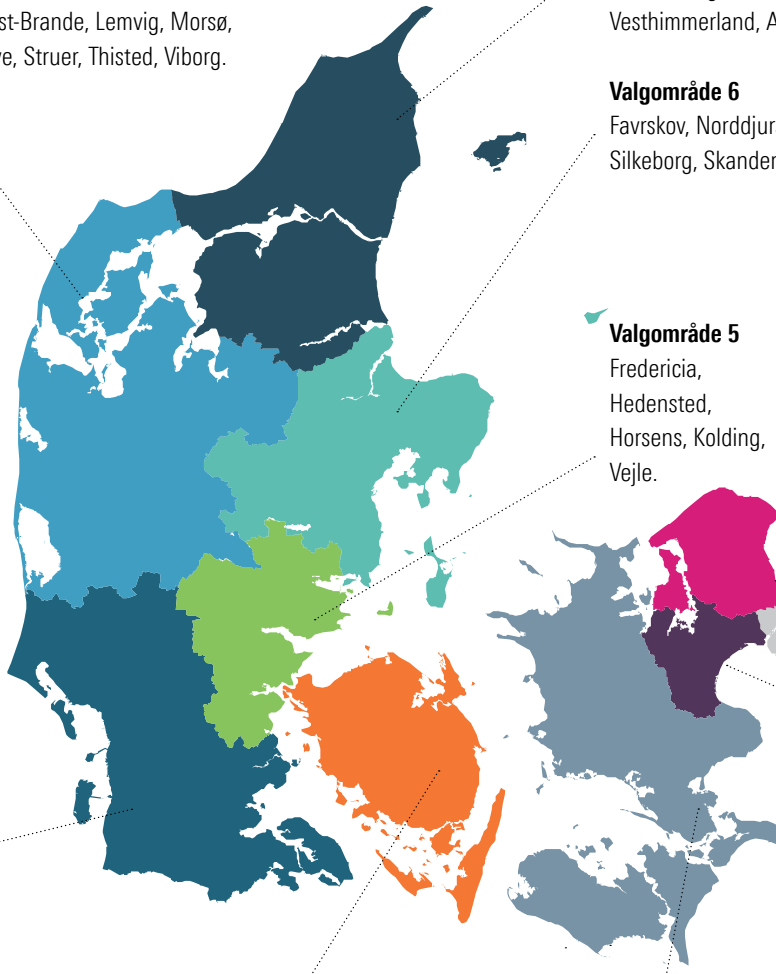 st-Brande, Lemvig, Morsø,
e, Struer, Thisted, Viborg.
Vesthimmerland, A
Valgområde 6
Favrskov, Norddjur
Silkeborg, Skander
Valgområde 5
Fredericia,
Hedensted,
Horsens, Kolding,
Vejle.